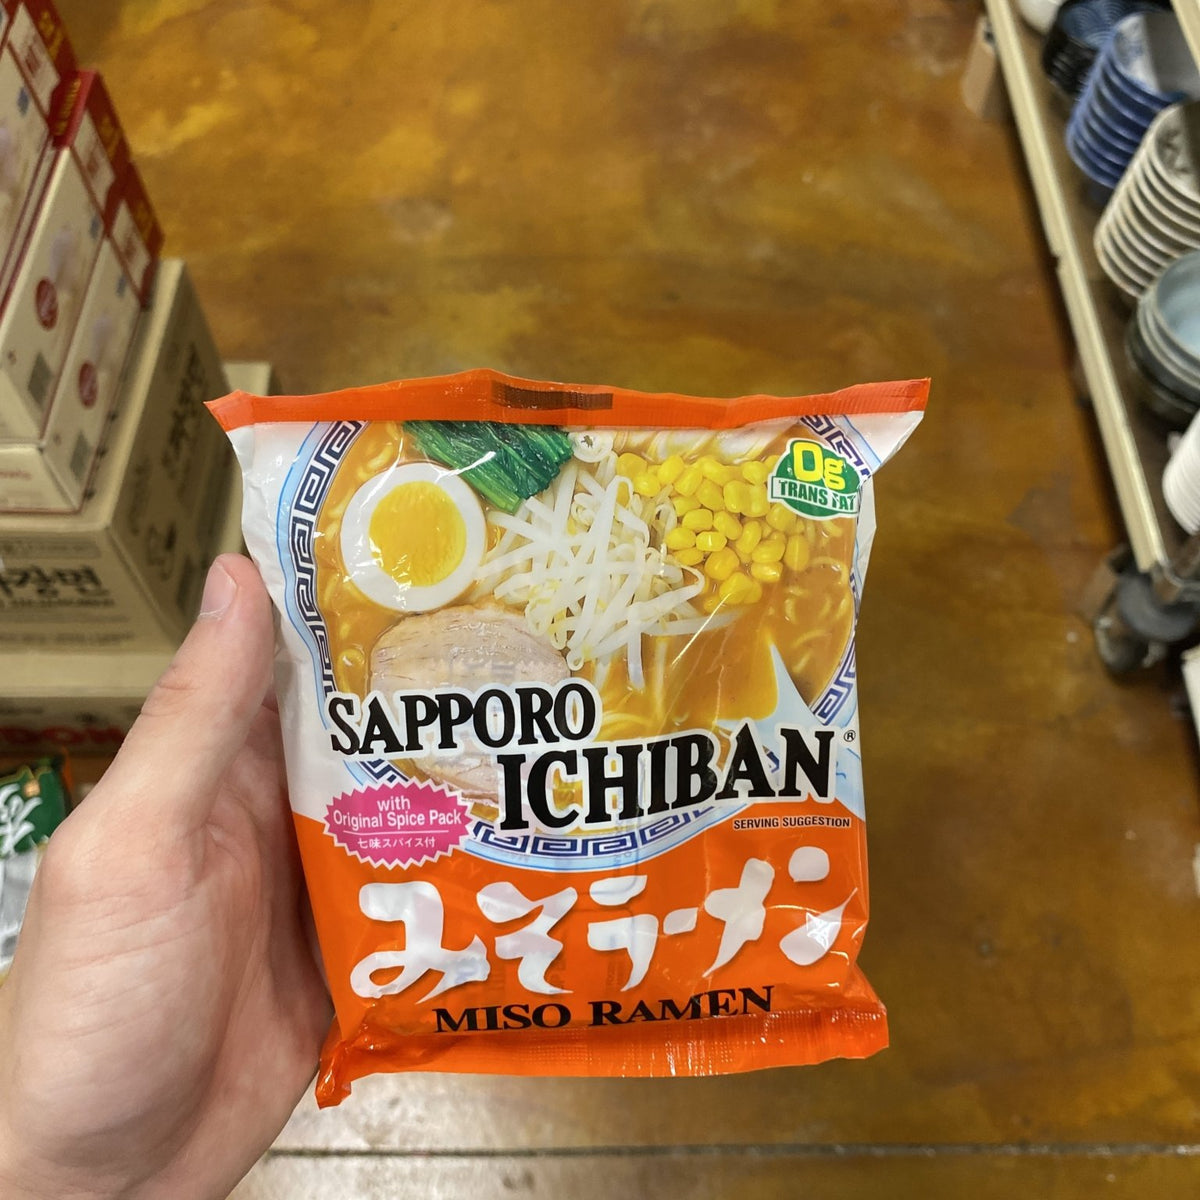 0g
TRANS FAT
SAPPORO
ICHIBAN®
with
Original Spice Pack
七味スパイス付
SERVING SUGGESTION
みそラーメン
MISO RAMEN